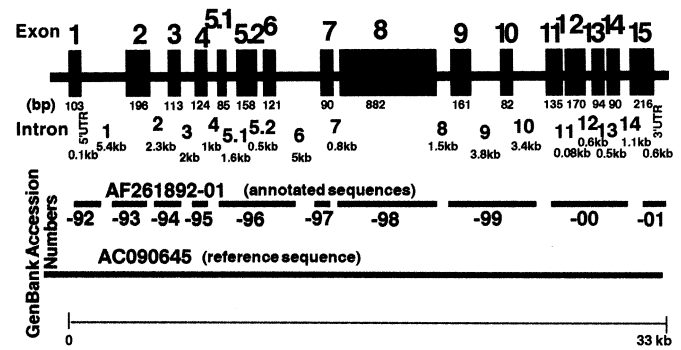 Exon 1 2 3 4 5.1 5.2 6 7 8 9 10 11 12 13 14 15
(bp) 103 196 113 124 85 158 121 90 882 161 82 135 170 94 90 216
5'UTR 3'UTR
Intron 1 2 3 4 5.1 5.2 6 7 8 9 10 11 12 13 14
0.1kb 5.4kb 2.3kb 2kb 1kb 1.6kb 0.5kb 5kb 0.8kb 1.5kb 3.8kb 3.4kb 0.08kb 0.6kb 0.5kb 1.1kb 0.6kb
GenBank Accession
Numbers
AF261892-01 (annotated sequences)
-92 -93 -94 -95 -96 -97 -98 -99 -00 -01
AC090645 (reference sequence)
0 33 kb